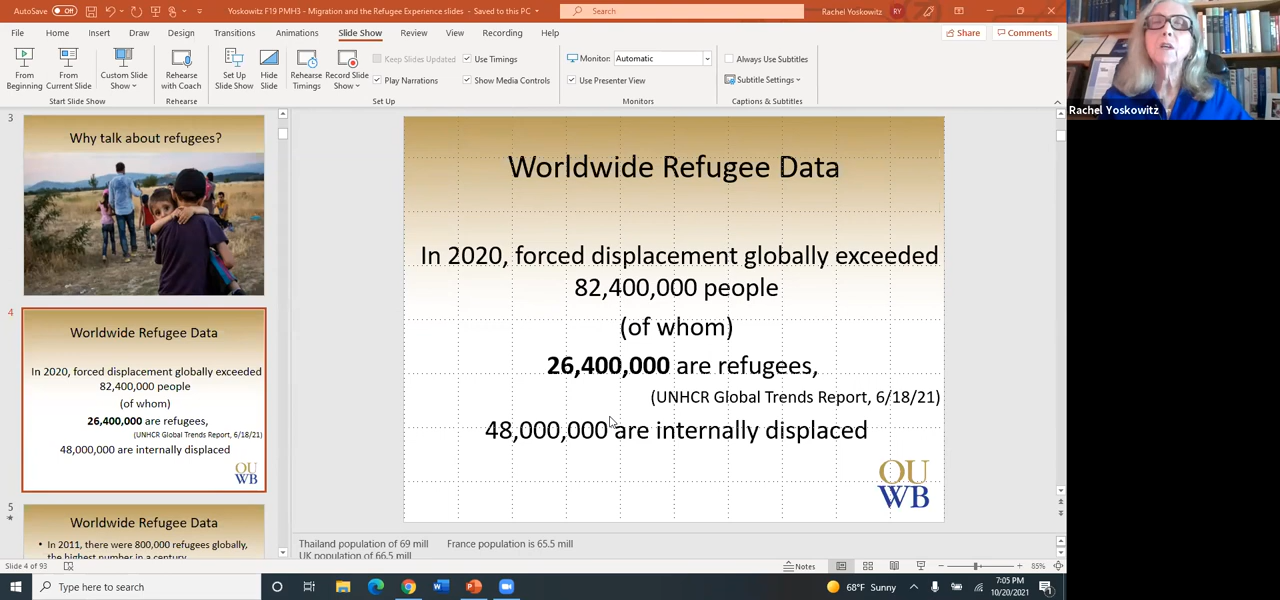 AutoSave
Off
Yoskowitz F19 PMH3 - Migration and the Refugee Experience slides - Saved to this PC
Search
Rachel Yoskowitz
RY
File
Home
Insert
Draw
Design
Transitions
Animations
Slide Show
Review
View
Recording
Help
Share
Comments
From
Beginning
From
Current Slide
Custom Slide
Show
Start Slide Show
Rehearse
with Coach
Rehearse
Set Up
Slide Show
Hide
Slide
Rehearse
Timings
Record Slide
Show
Keep Slides Updated
Play Narrations
Use Timings
Show Media Controls
Set Up
Monitor:
Automatic
Use Presenter View
Monitors
Always Use Subtitles
Subtitle Settings
Captions & Subtitles
Rachel Yoskowitz
3
Why talk about refugees?
4
Worldwide Refugee Data
In 2020, forced displacement globally exceeded
82,400,000 people
(of whom)
26,400,000 are refugees,
(UNHCR Global Trends Report, 6/18/21)
48,000,000 are internally displaced
OU
WB
5
Worldwide Refugee Data
• In 2011, there were 800,000 refugees globally,
the highest number in a century
Worldwide Refugee Data
In 2020, forced displacement globally exceeded
82,400,000 people
(of whom)
26,400,000 are refugees,
(UNHCR Global Trends Report, 6/18/21)
48,000,000 are internally displaced
OU
WB
Thailand population of 69 mill France population is 65.5 mill
UK population of 66.5 mill
Slide 4 of 93
Notes
85%
Type here to search
68°F Sunny
7:05 PM
10/20/2021